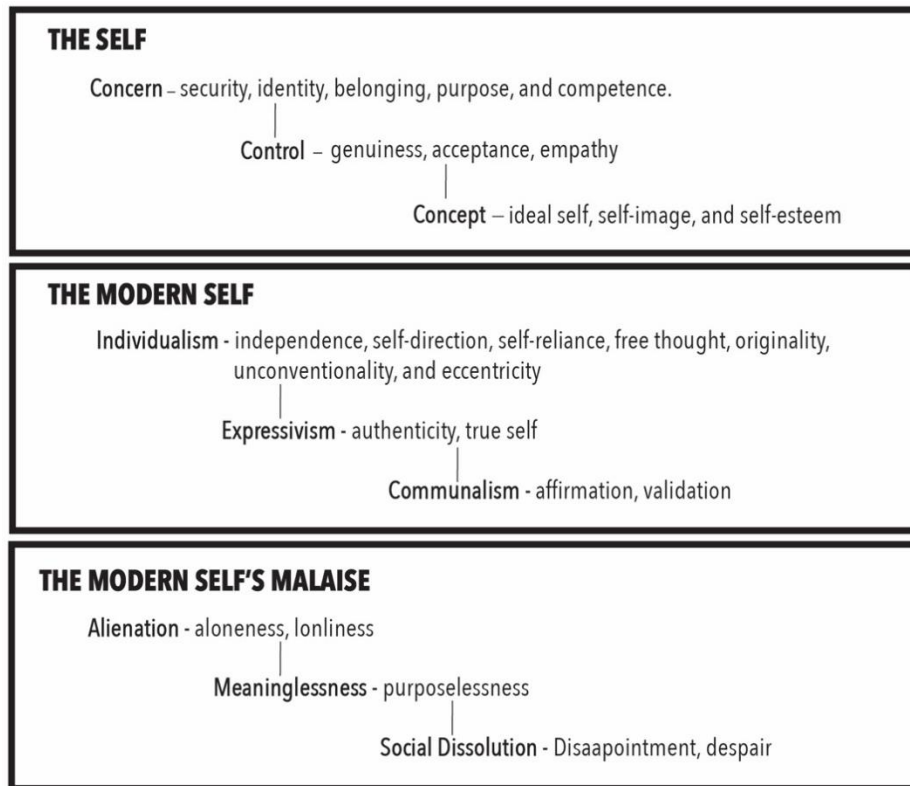 THE SELF
Concern – security, identity, belonging, purpose, and competence.
Control – genuiness, acceptance, empathy
Concept – ideal self, self-image, and self-esteem
THE MODERN SELF
Individualism - independence, self-direction, self-reliance, free thought, originality,
unconventionality, and eccentricity
Expressivism - authenticity, true self
Communalism - affirmation, validation
THE MODERN SELF'S MALAISE
Alienation - aloneness, lonliness
Meaninglessness - purposelessness
Social Dissolution - Disaapointment, despair